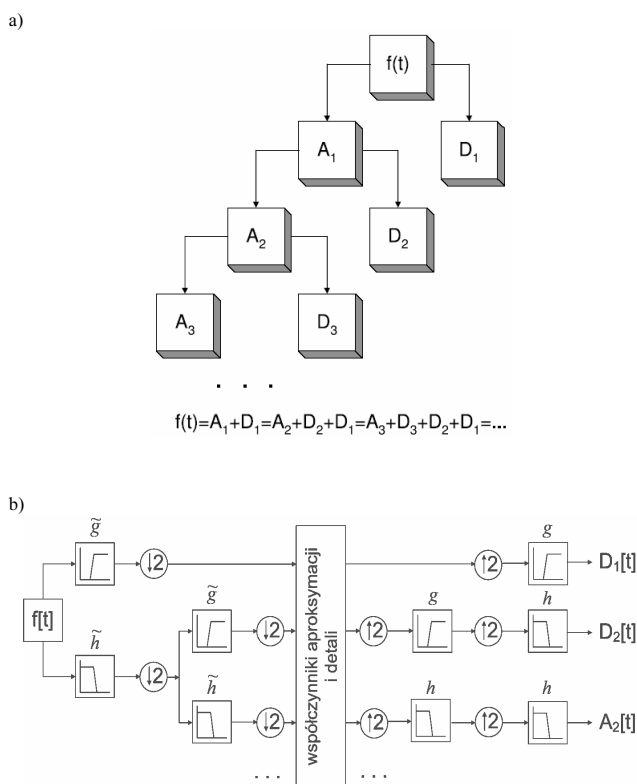 a)
f(t)
A₁ D₁
A₂ D₂
A₃ D₃
. . .
f(t)=A₁+D₁=A₂+D₂+D₁=A₃+D₃+D₂+D₁=...
b)
g̃ g
↓2 ↑2 D₁[t]
f[t] g̃ g h
h̃ ↓2 ↓2 ↑2 ↑2 D₂[t]
h̃ h h
↓2 ↑2 ↑2 A₂[t]
współczynniki aproksymacji
i detali
. . . . . .